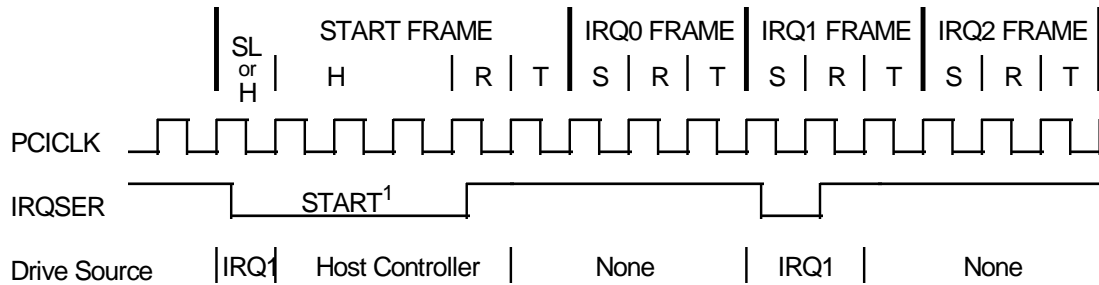 START FRAME IRQ0 FRAME IRQ1 FRAME IRQ2 FRAME
SL
or
H
H R T S R T S R T S R T
PCICLK
IRQSER START1
Drive Source IRQ1 Host Controller None IRQ1 None